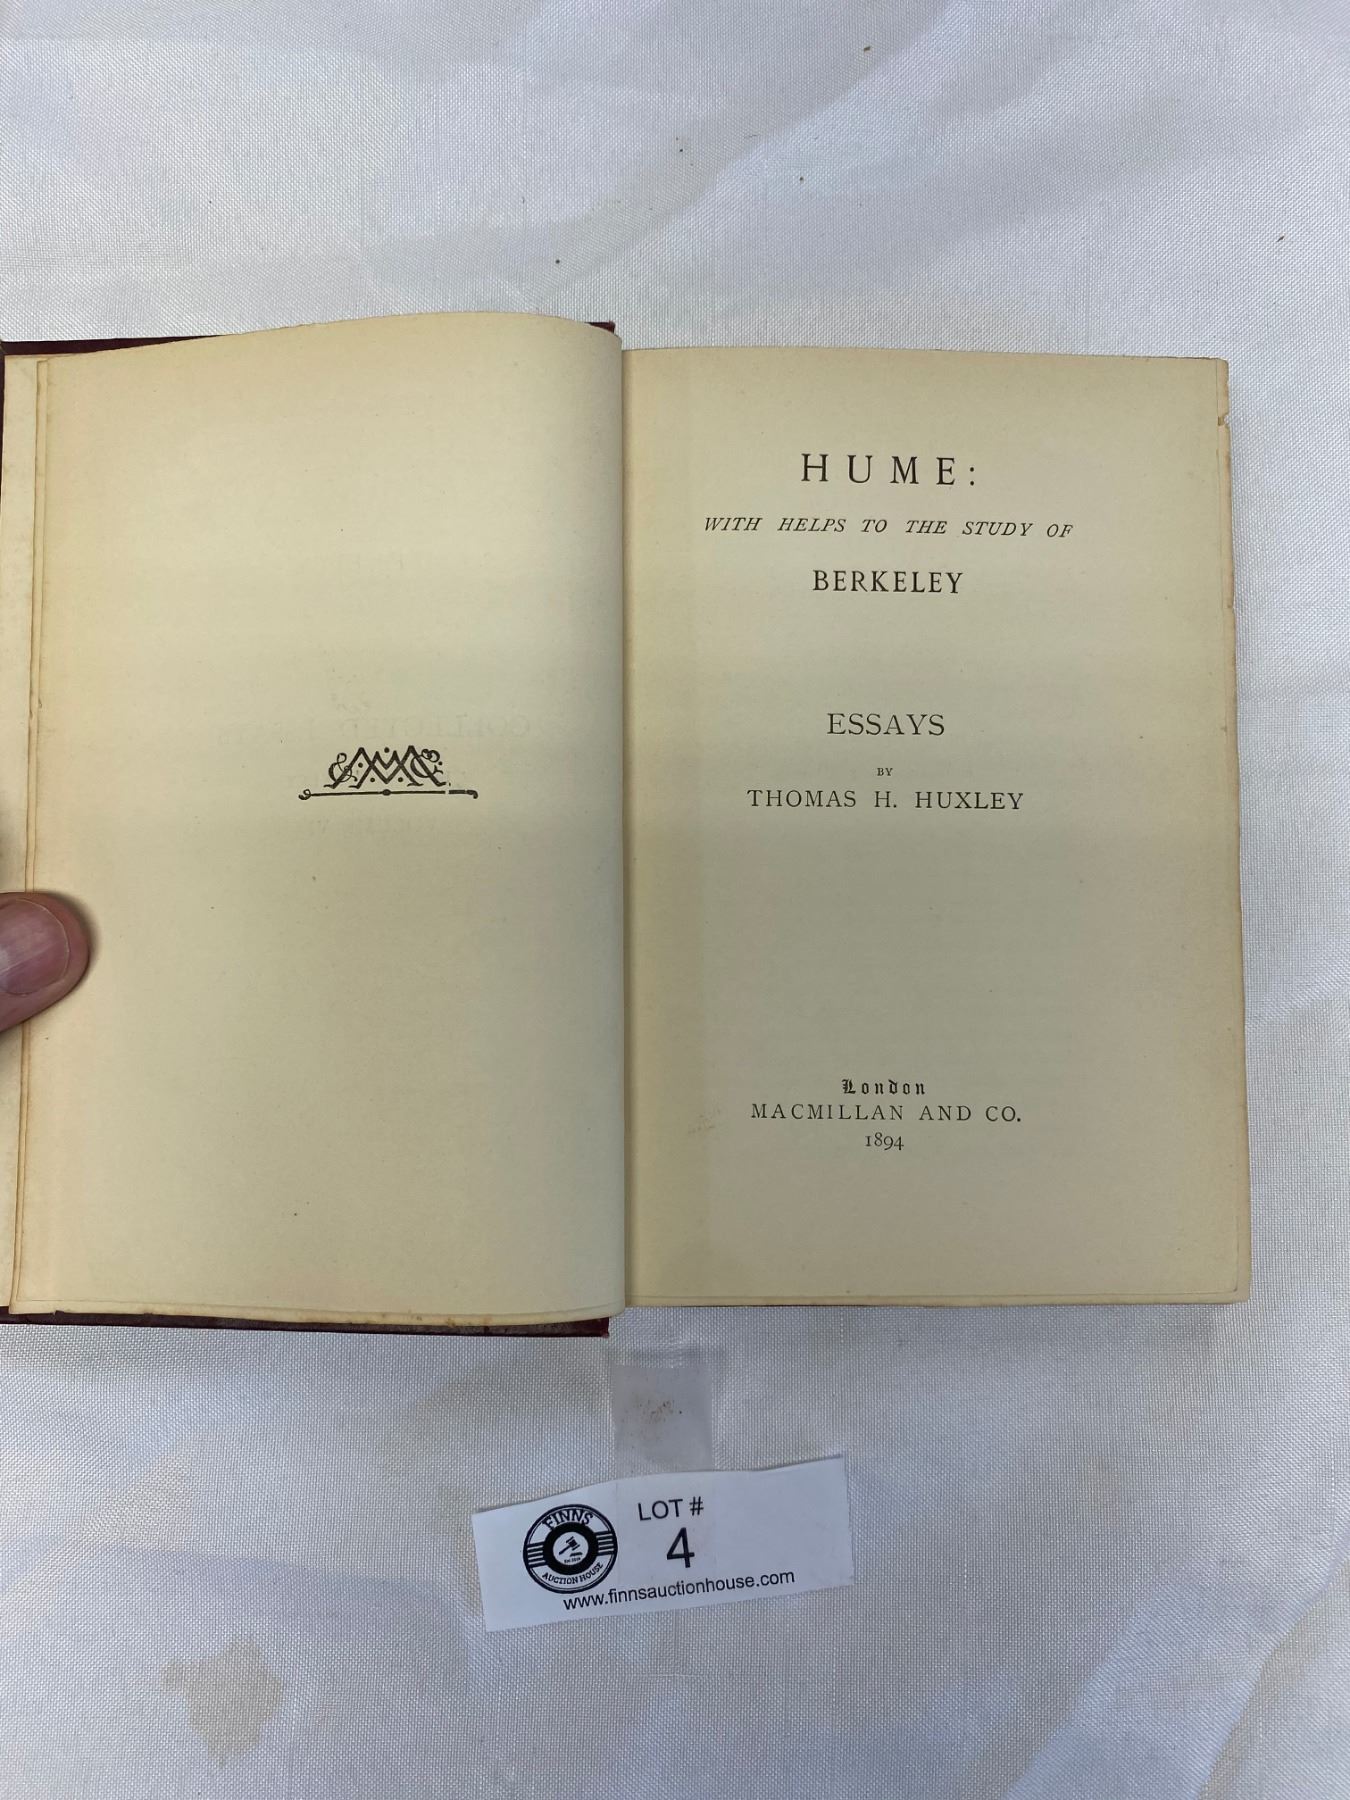 HUME:
WITH HELPS TO THE STUDY OF
BERKELEY
ESSAYS
BY
THOMAS H. HUXLEY
London
MACMILLAN AND CO.
1894
LOT #
4
FINNS
AUCTION HOUSE
www.finnsauctionhouse.com